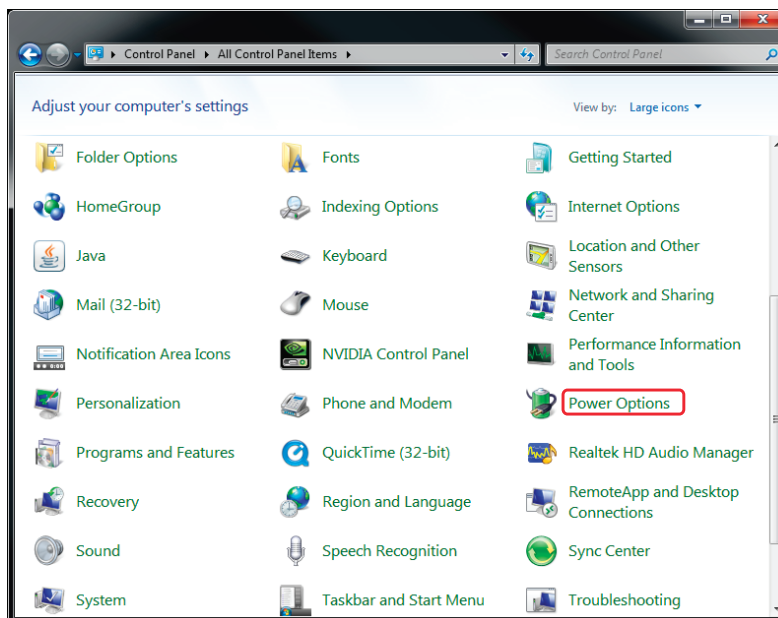 Control Panel All Control Panel Items Search Control Panel
Adjust your computer's settings View by: Large icons
Folder Options Fonts Getting Started
HomeGroup Indexing Options Internet Options
Java Keyboard Location and Other
Sensors
Mail (32-bit) Mouse Network and Sharing
Center
Notification Area Icons NVIDIA Control Panel Performance Information
and Tools
Personalization Phone and Modem Power Options
Programs and Features QuickTime (32-bit) Realtek HD Audio Manager
Recovery Region and Language RemoteApp and Desktop
Connections
Sound Speech Recognition Sync Center
System Taskbar and Start Menu Troubleshooting